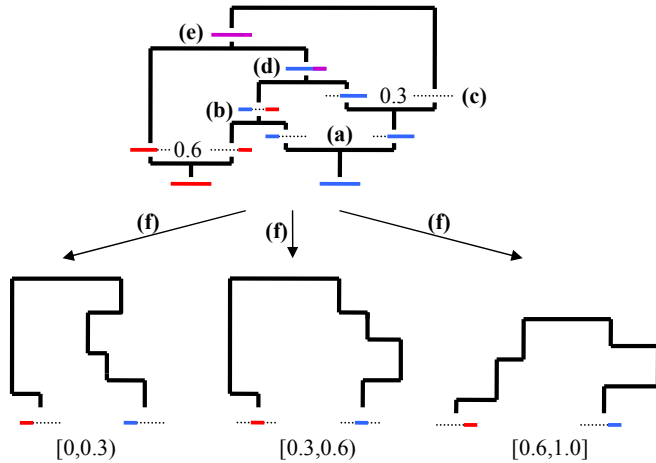 (e)
(d)
0.3 (c)
(b) (a)
0.6
(f) (f) (f)
[0,0.3) [0.3,0.6) [0.6,1.0]